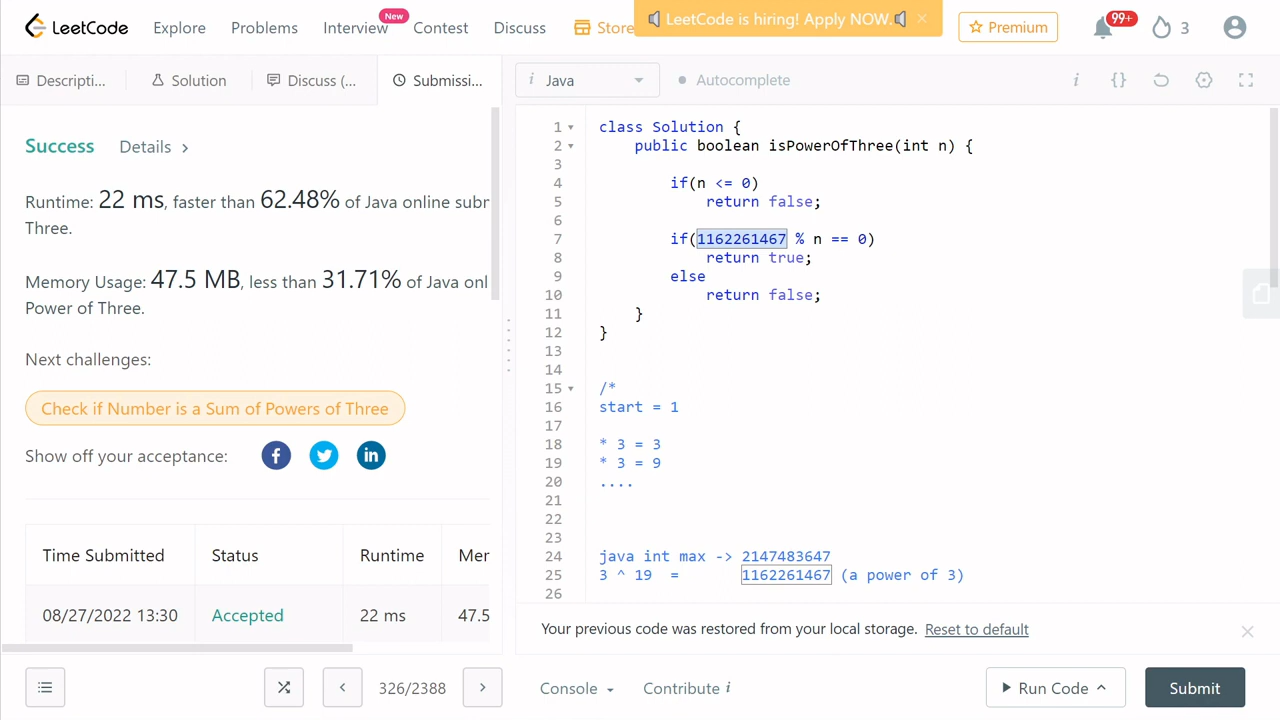 LeetCode
Explore
Problems
Interview
New
Contest
Discuss
Store
LeetCode is hiring! Apply NOW.
Premium
99+
3
Descripti...
Solution
Discuss (...
Submissi...
i Java
Autocomplete
i
{}
Success
Details
Runtime: 22 ms, faster than 62.48% of Java online subr
Three.
Memory Usage: 47.5 MB, less than 31.71% of Java onl
Power of Three.
Next challenges:
Check if Number is a Sum of Powers of Three
Show off your acceptance:
Time Submitted Status Runtime Mer
08/27/2022 13:30 Accepted 22 ms 47.5
1 class Solution {
2 public boolean isPowerOfThree(int n) {
3
4 if(n <= 0)
5 return false;
6
7 if(1162261467 % n == 0)
8 return true;
9 else
10 return false;
11 }
12 }
13
14
15 /*
16 start = 1
17
18 * 3 = 3
19 * 3 = 9
20 ....
21
22
23
24 java int max -> 2147483647
25 3 ^ 19 = 1162261467 (a power of 3)
26
Your previous code was restored from your local storage. Reset to default
326/2388
Console
Contribute i
Run Code
Submit